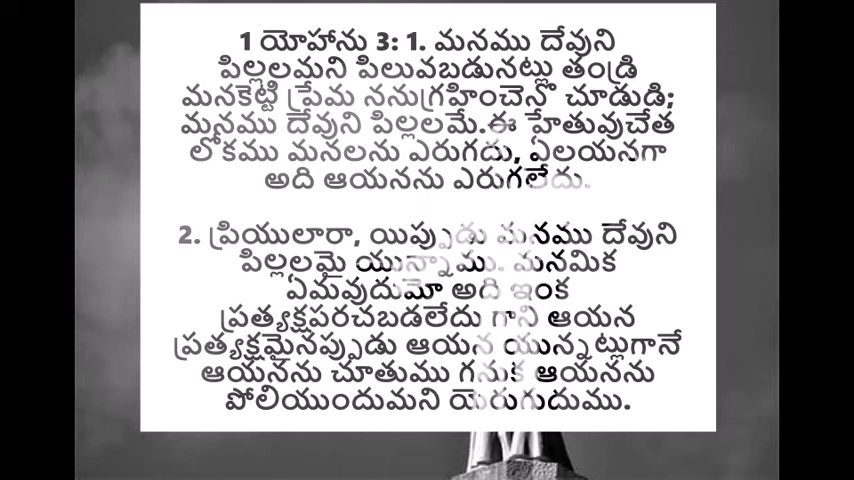 1 యోహాను 3: 1. మనము దేవుని
పిల్లలమని పిలువబడునట్లు తండ్రి
మనకెట్టి ప్రేమ ననుగ్రహించెనొ చూడుడి;
మనము దేవుని పిల్లలమే.ఈ హేతువుచేత
లోకము మనలను ఎరుగదు, ఏలయనగా
అది ఆయనను ఎరుగలేదు.
2. ప్రియులారా, యిప్పుడు మనము దేవుని
పిల్లలమై యున్నాము. మనమిక
ఏమవుదుమో అది ఇంక
ప్రత్యక్షపరచబడలేదు గాని ఆయన
ప్రత్యక్షమైనప్పుడు ఆయన యున్నట్లుగానే
ఆయనను చూతుము గనుక ఆయనను
పోలియుందుమని యెరుగుదుము.